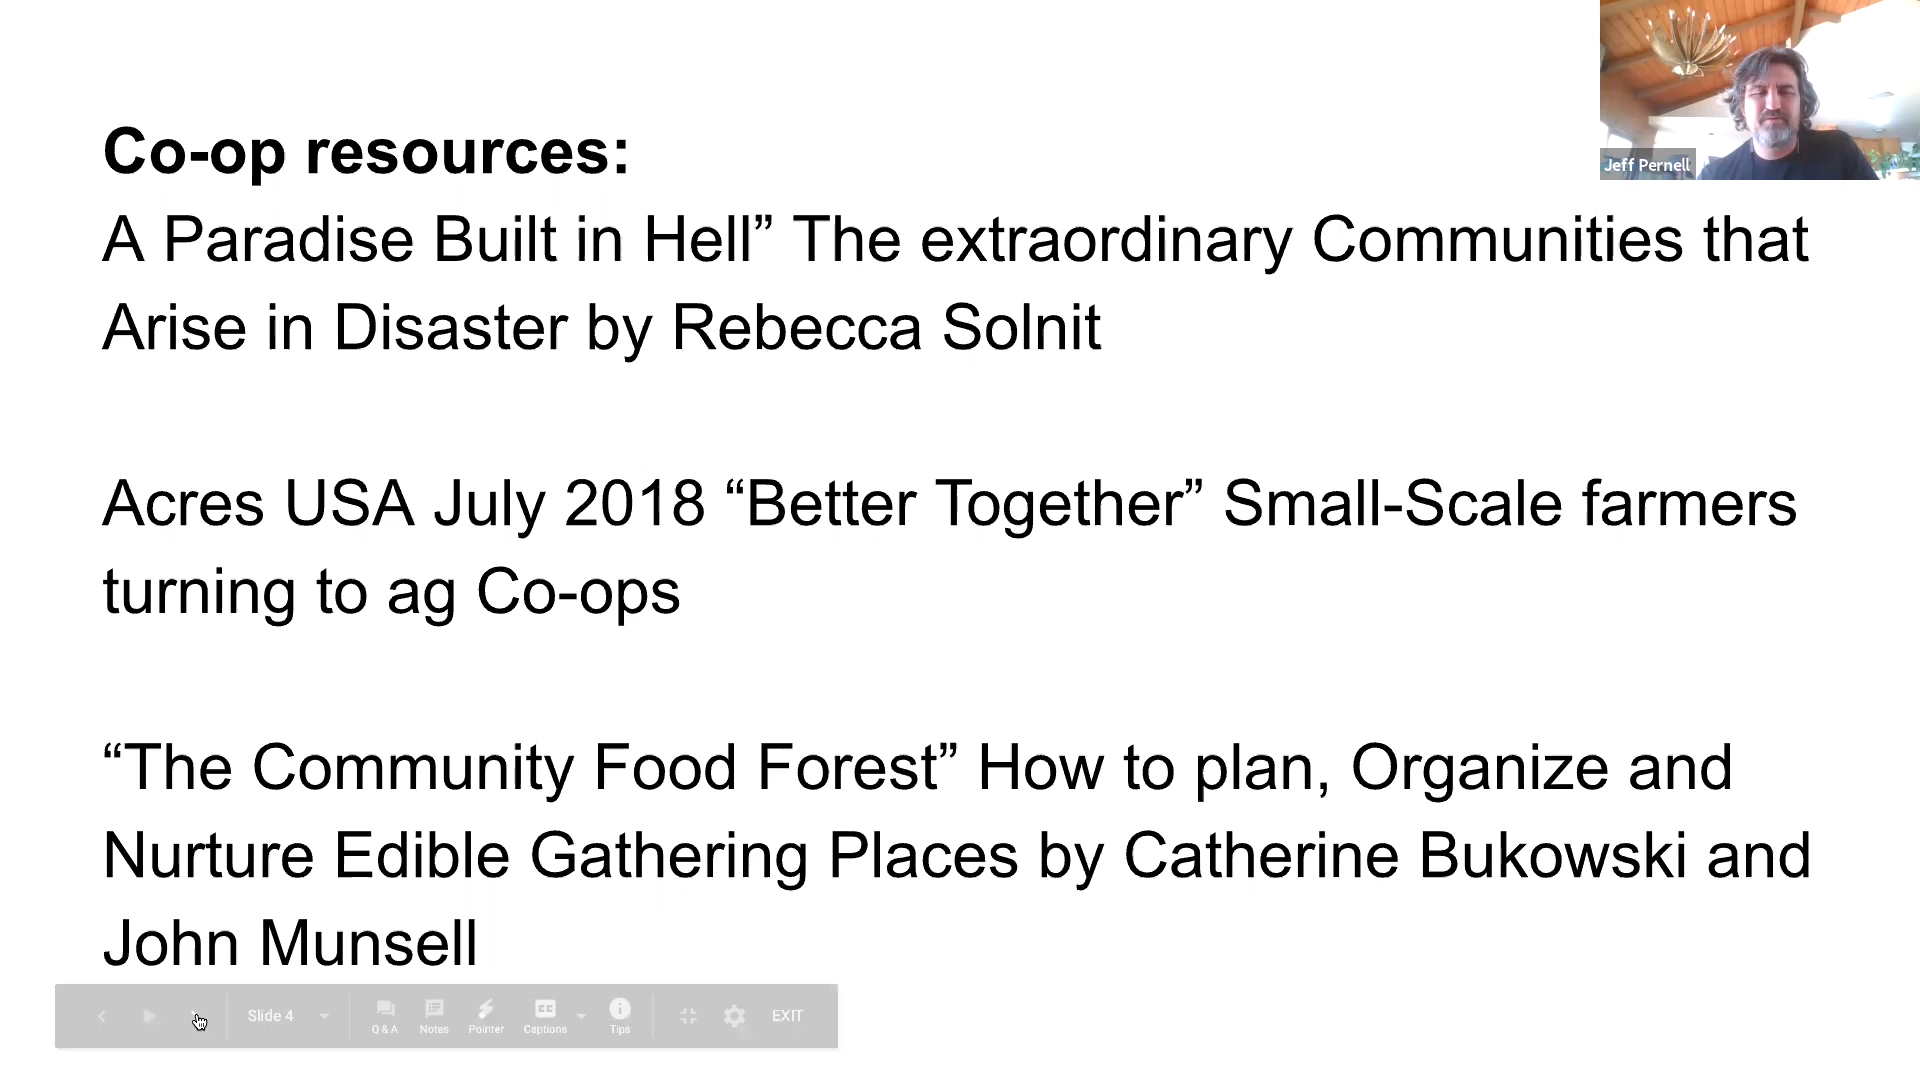 Co-op resources:
A Paradise Built in Hell” The extraordinary Communities that
Arise in Disaster by Rebecca Solnit
Acres USA July 2018 “Better Together” Small-Scale farmers
turning to ag Co-ops
“The Community Food Forest” How to plan, Organize and
Nurture Edible Gathering Places by Catherine Bukowski and
John Munsell
Jeff Pernell
Slide 4
Q & A
Notes
Pointer
CC
Captions
Tips
EXIT